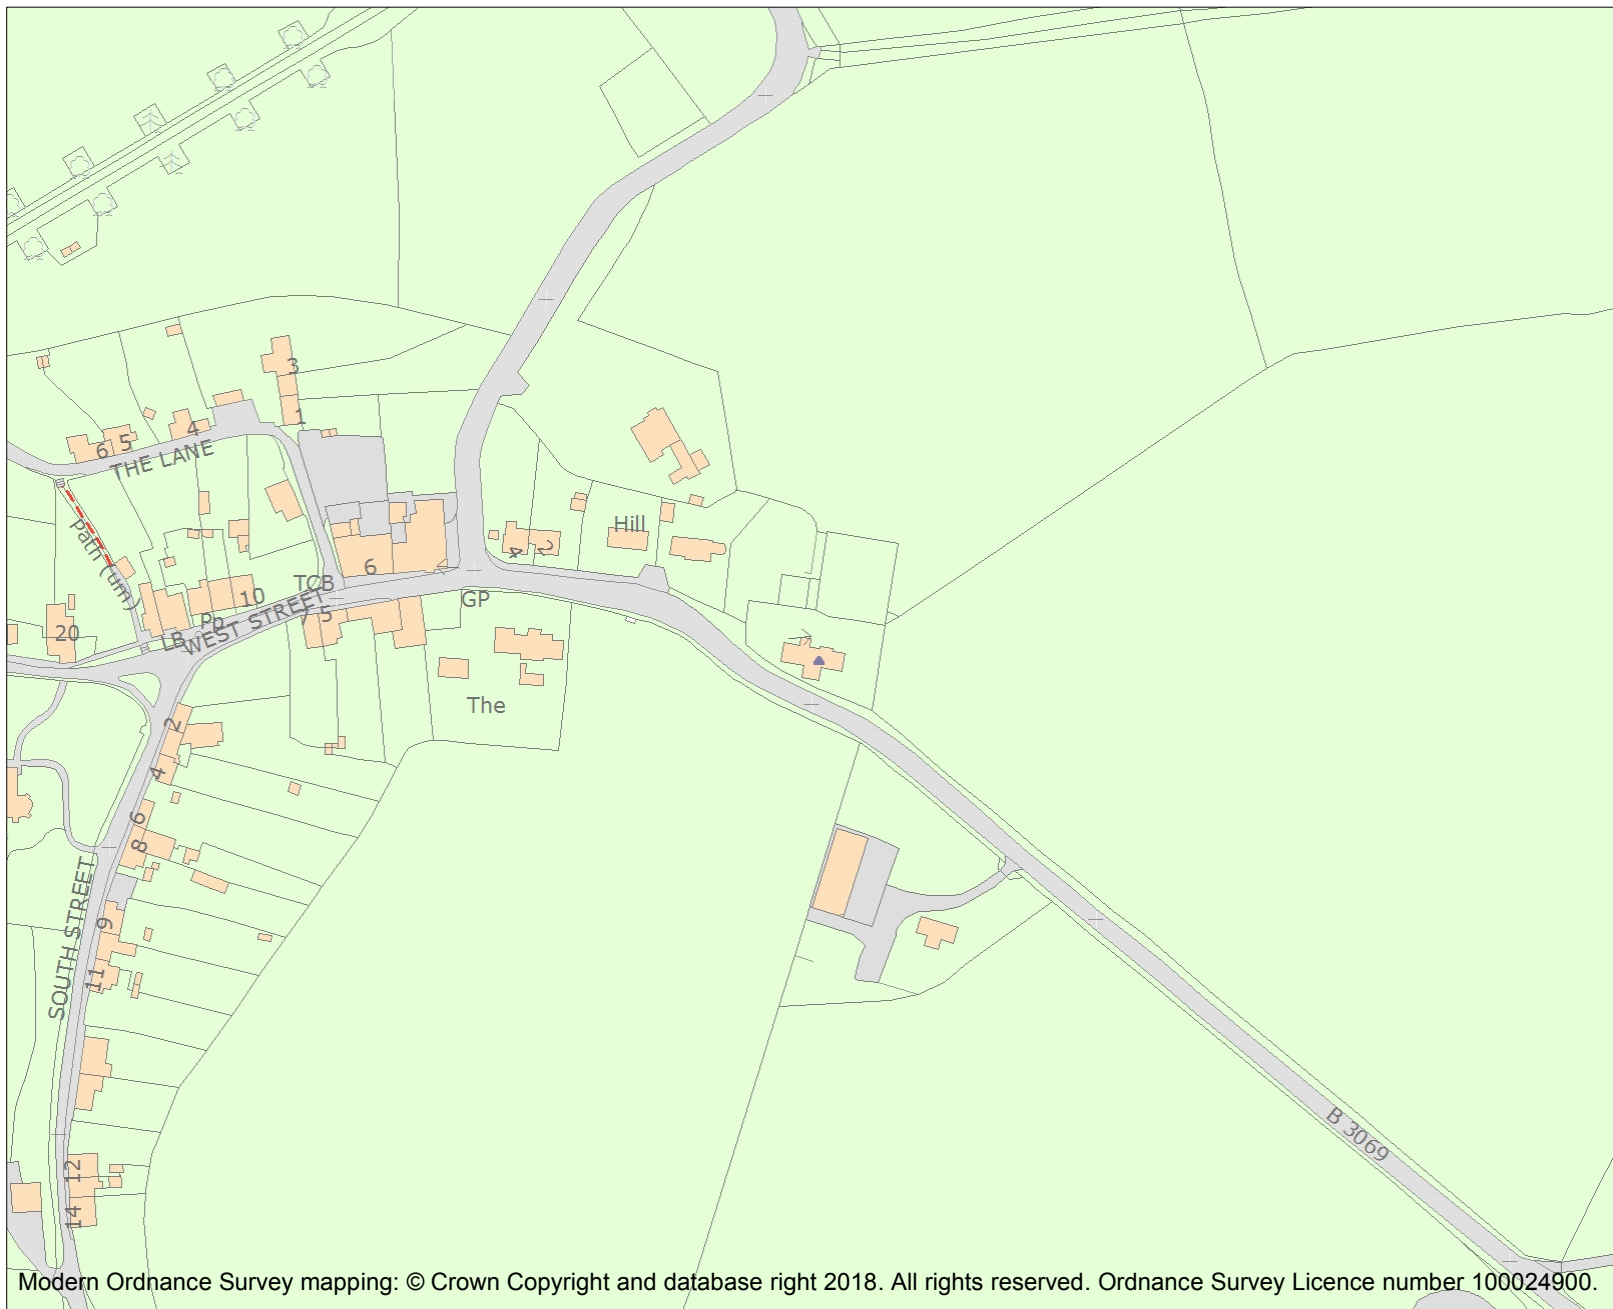 3
1
4
5
6
THE LANE
Path (um)
Hill
4
2
6
TCB
GP
10
Pp
WEST STREET
LB
7
5
20
The
2
4
6
8
SOUTH STREET
9
11
B 3069
12
14
Modern Ordnance Survey mapping: © Crown Copyright and database right 2018. All rights reserved. Ordnance Survey Licence number 100024900.